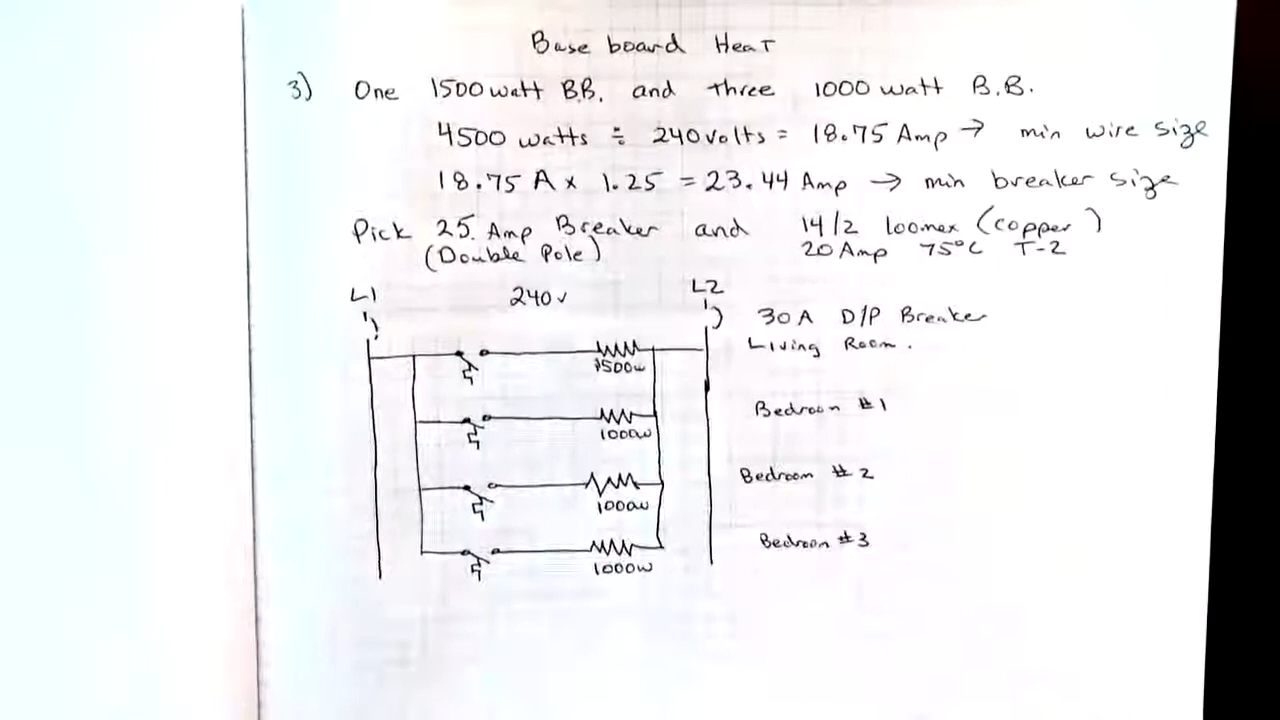 Base board Heat
3) One 1500 watt B.B. and three 1000 watt B.B.
4500 watts ÷ 240 volts = 18.75 Amp → min wire size
18.75 A x 1.25 = 23.44 Amp → min breaker size
Pick 25. Amp Breaker and 14/2 loomex (copper)
(Double Pole) 20 Amp 75°C T-2
L1 240v L2
30A D/P Breaker
Living Room.
1500w
Bedroom #1
1000w
Bedroom # 2
1000w
Bedroom #3
1000w